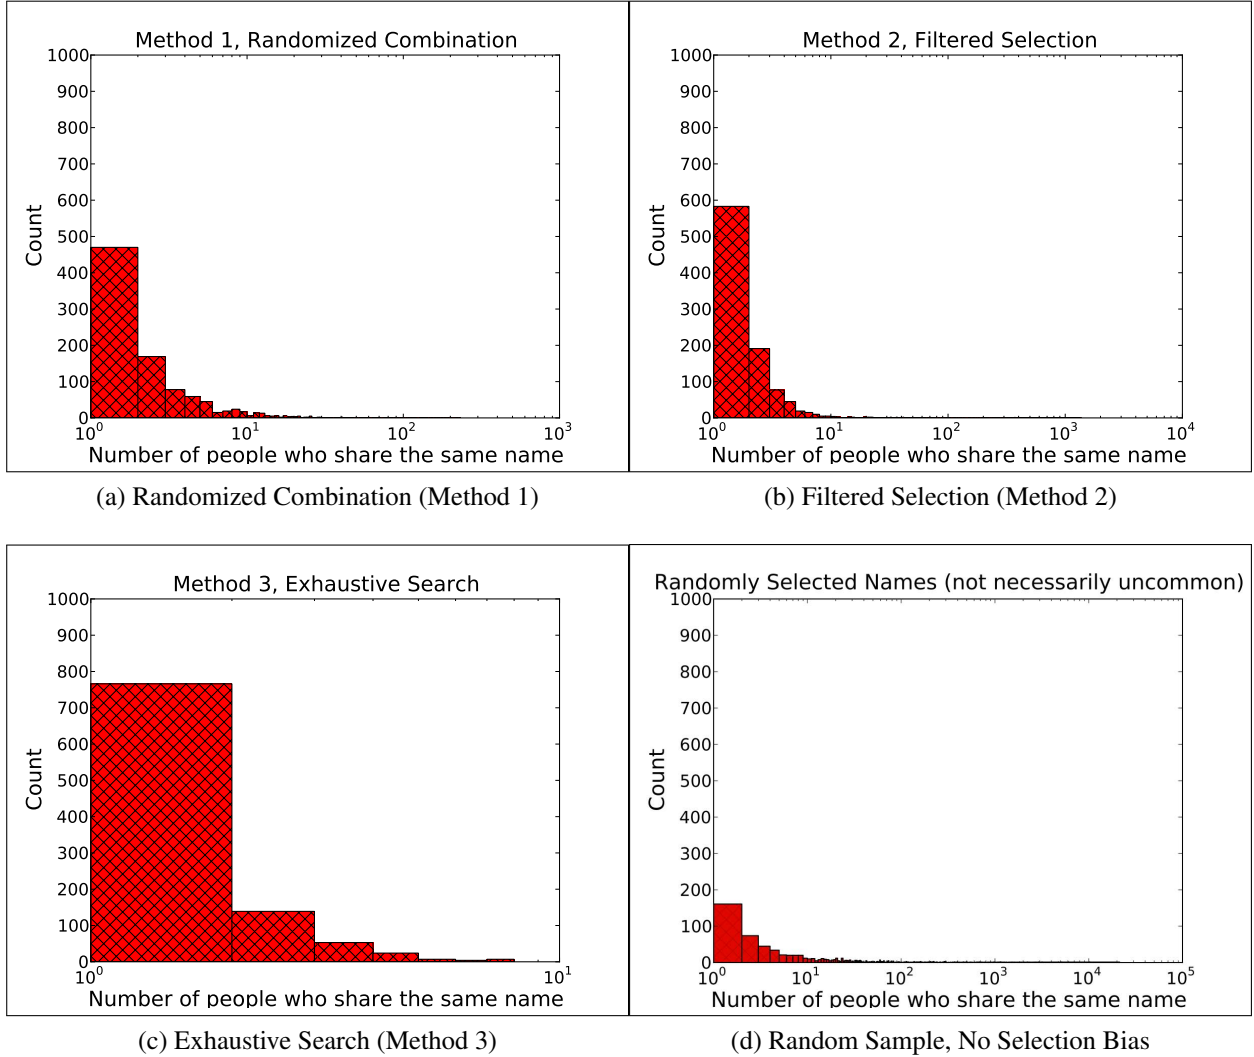 Method 1, Randomized Combination
1000
900
800
700
600
500
400
300
200
100
0
Count
10^0 10^1 10^2 10^3
Number of people who share the same name
(a) Randomized Combination (Method 1)
Method 2, Filtered Selection
1000
900
800
700
600
500
400
300
200
100
0
Count
10^0 10^1 10^2 10^3 10^4
Number of people who share the same name
(b) Filtered Selection (Method 2)
Method 3, Exhaustive Search
1000
900
800
700
600
500
400
300
200
100
0
Count
10^0 10^1
Number of people who share the same name
(c) Exhaustive Search (Method 3)
Randomly Selected Names (not necessarily uncommon)
1000
900
800
700
600
500
400
300
200
100
0
Count
10^0 10^1 10^2 10^3 10^4 10^5
Number of people who share the same name
(d) Random Sample, No Selection Bias